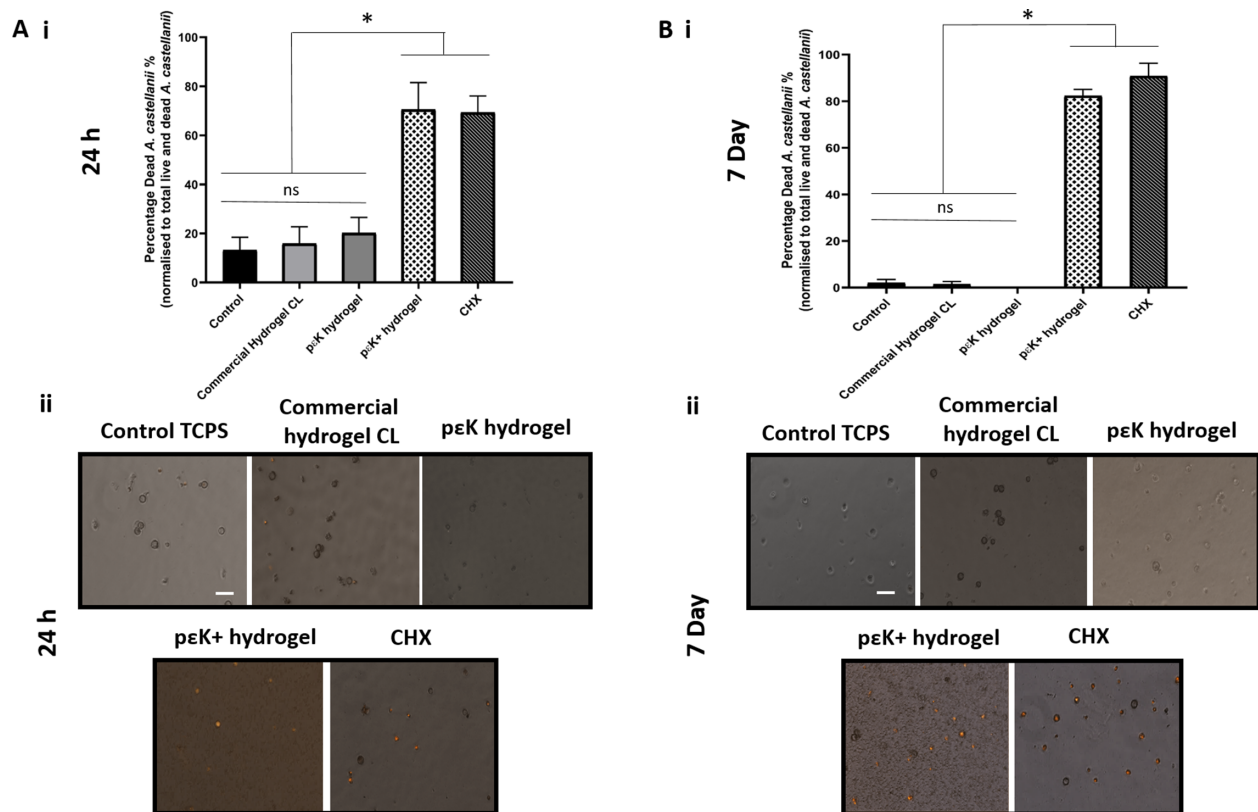 A i
24 h
Percentage Dead A. castellanii %
(normalised to total live and dead A. castellanii)
100
80
60
40
20
0
*
ns
Control
Commercial Hydrogel CL
pεK hydrogel
pεK+ hydrogel
CHX
B i
7 Day
Percentage Dead A. castellanii %
(normalised to total live and dead A. castellanii)
100
80
60
40
20
0
*
ns
Control
Commercial Hydrogel CL
pεK hydrogel
pεK+ hydrogel
CHX
ii
24 h
Control TCPS
Commercial
hydrogel CL
pεK hydrogel
pεK+ hydrogel
CHX
ii
7 Day
Control TCPS
Commercial
hydrogel CL
pεK hydrogel
pεK+ hydrogel
CHX